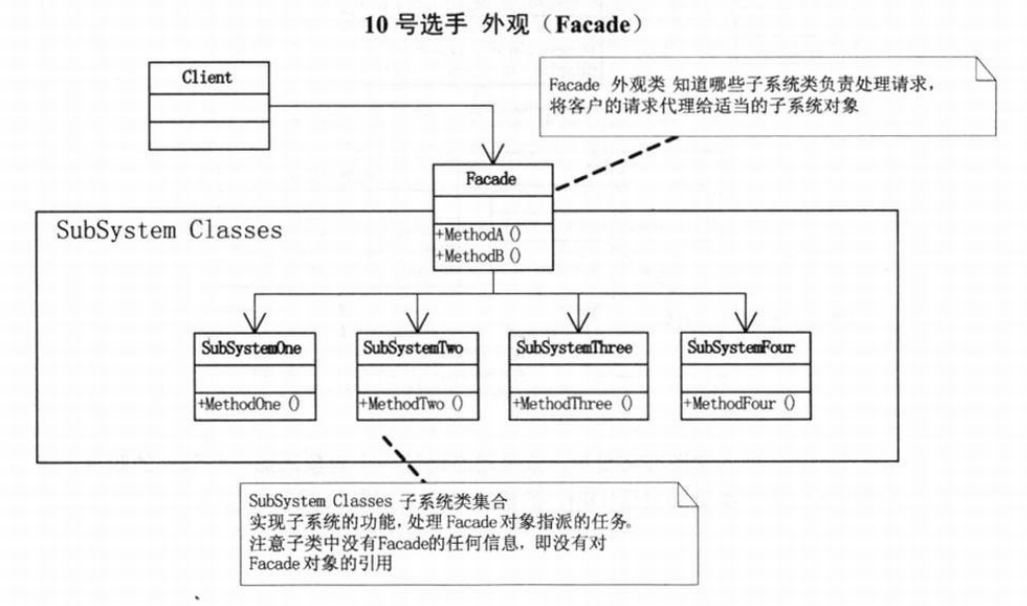 10 号选手 外观（Facade）
Client
Facade 外观类 知道哪些子系统类负责处理请求，
将客户的请求代理给适当的子系统对象
Facade
+MethodA ()
+MethodB ()
SubSystem Classes
SubSystemOne
+MethodOne ()
SubSystemTwo
+MethodTwo ()
SubSystemThree
+MethodThree ()
SubSystemFour
+MethodFour ()
SubSystem Classes 子系统类集合
实现子系统的功能，处理 Facade 对象指派的任务。
注意子类中没有Facade的任何信息，即没有对
Facade 对象的引用